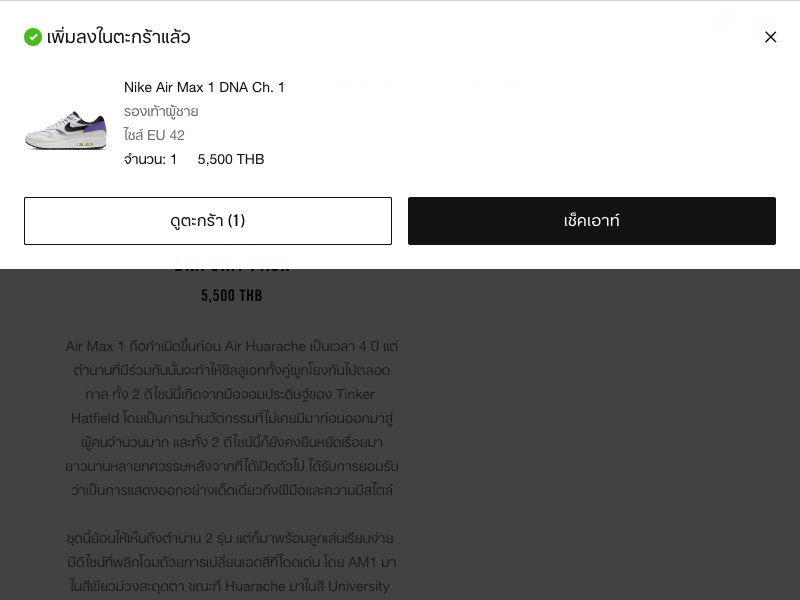 เพิ่มลงในตะกร้าแล้ว
Nike Air Max 1 DNA Ch. 1
รองเท้าผู้ชาย
ไซส์ EU 42
จำนวน: 1 5,500 THB
ดูตะกร้า (1)
เช็คเอาท์
5,500 THB
Air Max 1 ถือกำเนิดขึ้นก่อน Air Huarache เป็นเวลา 4 ปี แต่
ตำนานที่มีร่วมกันนั้นจะทำให้ซิลลูเอททั้งคู่ผูกโยงกันไปตลอด
กาล ทั้ง 2 ดีไซน์นี้เกิดจากมือจอมประดิษฐ์ของ Tinker
Hatfield โดยเป็นการนำนวัตกรรมที่ไม่เคยมีมาก่อนออกมาสู่
ผู้คนจำนวนมาก และทั้ง 2 ดีไซน์นี้ก็ยังคงยืนหยัดเรื่อยมา
ยาวนานหลายทศวรรษหลังจากที่ได้เปิดตัวไป ได้รับการยอมรับ
ว่าเป็นการแสดงออกอย่างเด็ดเดี่ยวถึงฝีมือและความมีสไตล์
ชุดนี้ย้อนให้เห็นถึงตำนาน 2 รุ่น แต่ก็มาพร้อมลูกเล่นเรียบง่าย
มีดีไซน์ที่พลิกโฉมด้วยการเปลี่ยนเฉดสีที่โดดเด่น โดย AM1 มา
ในสีเขียวม่วงสะดุดตา ขณะที่ Huarache มาในสี University